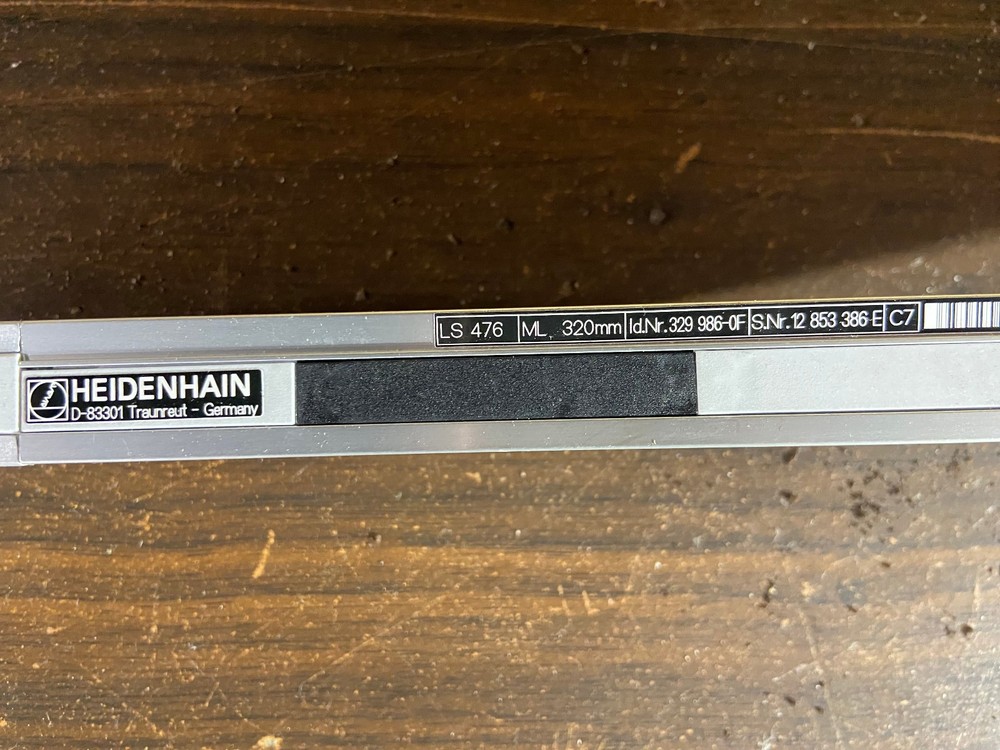 LS 476 ML 320mm Id.Nr.329 986-0F S.Nr.12 853 386 E C7
HEIDENHAIN
D-83301 Traunreut - Germany